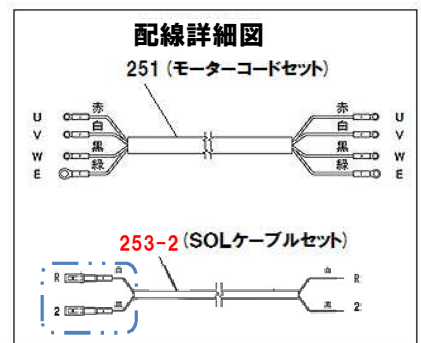 配線詳細図
251 (モーターコードセット)
U 赤 赤 U
V 白 白 V
W 黒 黒 W
E 緑 緑 E
253-2 (SOLケーブルセット)
R 白 白 R
2 黒 黒 2